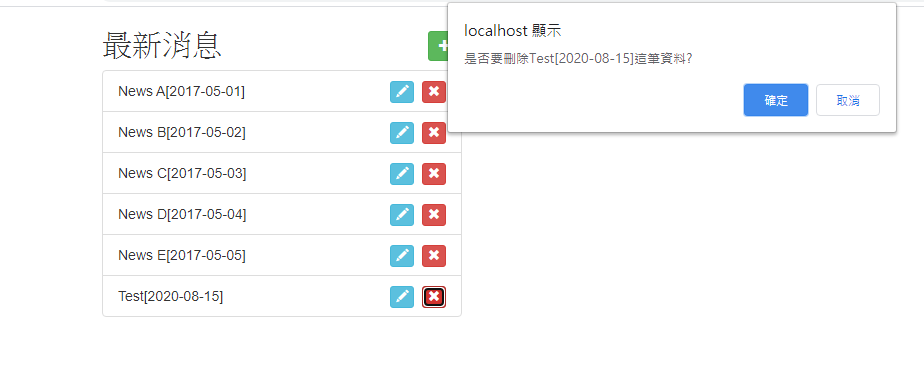 最新消息
localhost 顯示
是否要刪除Test[2020-08-15]這筆資料?
確定
取消
News A[2017-05-01]
News B[2017-05-02]
News C[2017-05-03]
News D[2017-05-04]
News E[2017-05-05]
Test[2020-08-15]